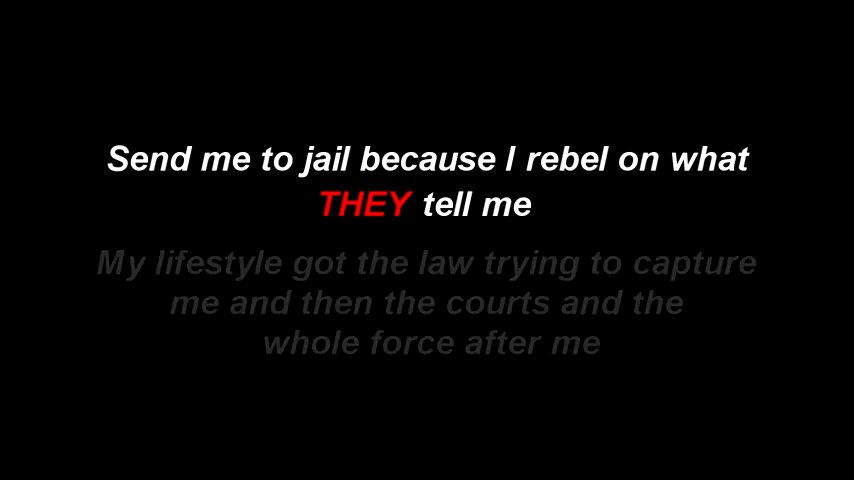 Send me to jail because I rebel on what
THEY tell me
My lifestyle got the law trying to capture
me and then the courts and the
whole force after me